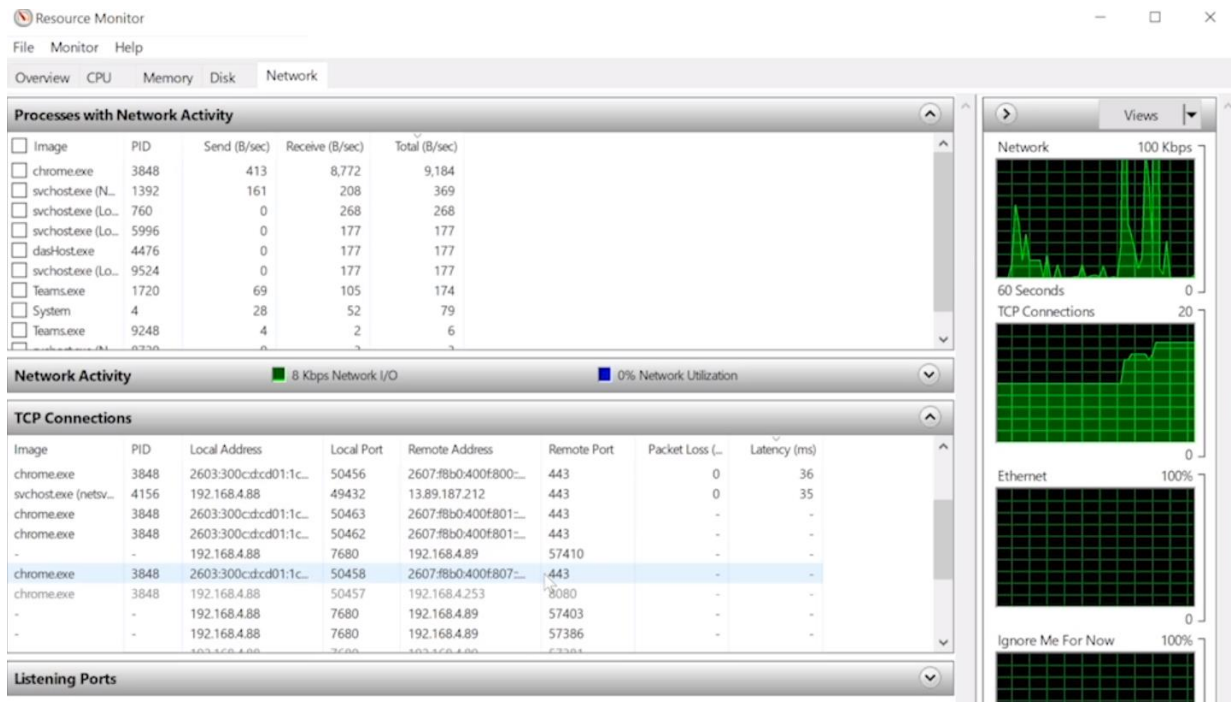 Resource Monitor
File Monitor Help
Overview CPU Memory Disk Network
Processes with Network Activity
Image PID Send (B/sec) Receive (B/sec) Total (B/sec)
chrome.exe 3848 413 8,772 9,184
svchost.exe (N... 1392 161 208 369
svchost.exe (Lo... 760 0 268 268
svchost.exe (Lo... 5996 0 177 177
dasHost.exe 4476 0 177 177
svchost.exe (Lo... 9524 0 177 177
Teams.exe 1720 69 105 174
System 4 28 52 79
Teams.exe 9248 4 2 6
Network Activity 8 Kbps Network I/O 0% Network Utilization
TCP Connections
Image PID Local Address Local Port Remote Address Remote Port Packet Loss (... Latency (ms)
chrome.exe 3848 2603:300c:d:cd01:1c... 50456 2607:f8b0:400f:800::... 443 0 36
svchost.exe (netsv... 4156 192.168.4.88 49432 13.89.187.212 443 0 35
chrome.exe 3848 2603:300c:d:cd01:1c... 50463 2607:f8b0:400f:801::... 443 - -
chrome.exe 3848 2603:300c:d:cd01:1c... 50462 2607:f8b0:400f:801::... 443 - -
- - 192.168.4.88 7680 192.168.4.89 57410 - -
chrome.exe 3848 2603:300c:d:cd01:1c... 50458 2607:f8b0:400f:807::... 443 - -
chrome.exe 3848 192.168.4.88 50457 192.168.4.253 8080 - -
- - 192.168.4.88 7680 192.168.4.89 57403 - -
- - 192.168.4.88 7680 192.168.4.89 57386 - -
Listening Ports
Views
Network 100 Kbps
60 Seconds 0
TCP Connections 20
0
Ethernet 100%
0
Ignore Me For Now 100%